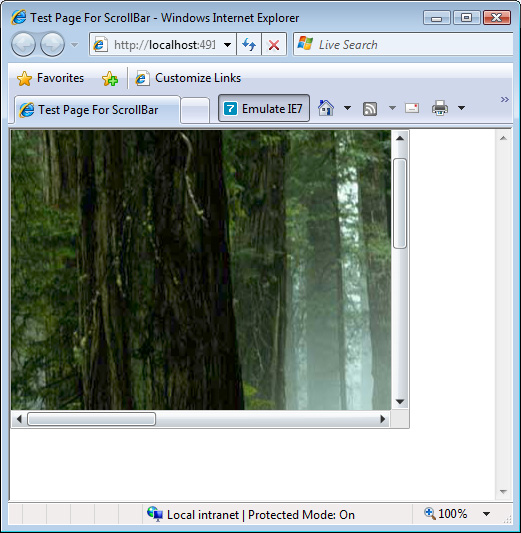 Test Page For ScrollBar - Windows Internet Explorer
http://localhost:491
Live Search
Favorites
Customize Links
Test Page For ScrollBar
7 Emulate IE7
»
Local intranet | Protected Mode: On
100%